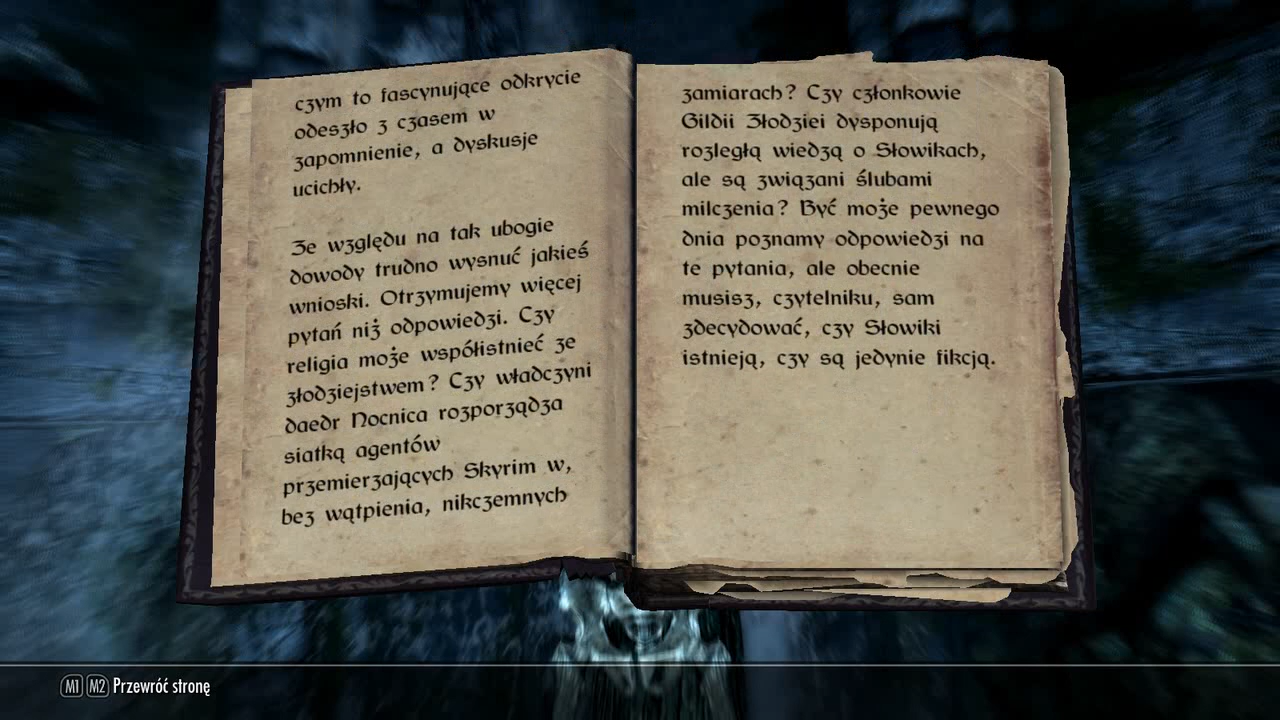 czym to fascynujące odkrycie
odeszło z czasem w
zapomnienie, a dyskusje
ucichły.
Ze względu na tak ubogie
dowody trudno wysnuć jakieś
wnioski. Otrzymujemy więcej
pytań niż odpowiedzi. Czy
religia może współistnieć ze
złodziejstwem? Czy władczyni
daedr Nocnica rozporządza
siatką agentów
przemierzających Skyrim w,
bez wątpienia, nikczemnych
zamiarach? Czy członkowie
Gildii Złodziei dysponują
rozległą wiedzą o Słowikach,
ale są związani ślubami
milczenia? Być może pewnego
dnia poznamy odpowiedzi na
te pytania, ale obecnie
musisz, czytelniku, sam
zdecydować, czy Słowiki
istnieją, czy są jedynie fikcją.
M1 M2 Przewróć stronę